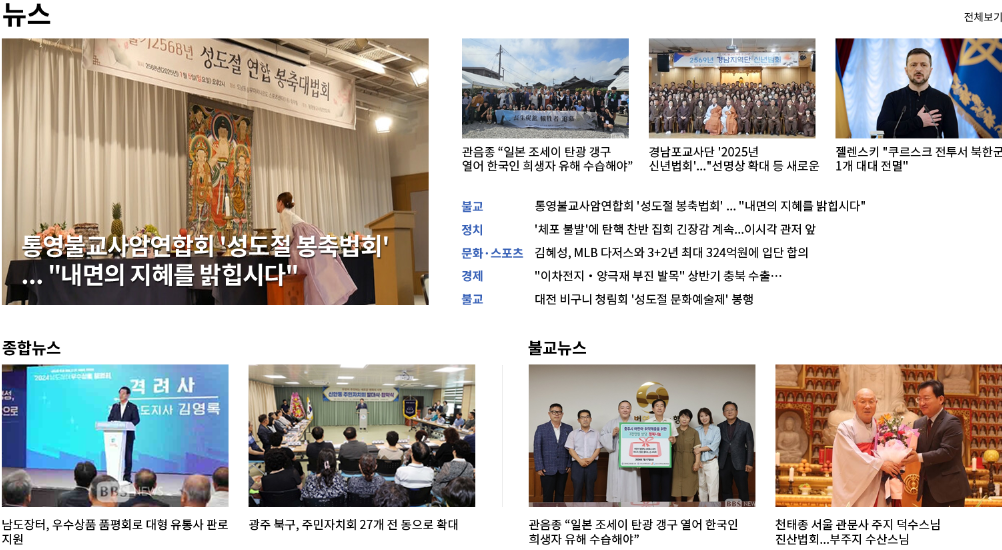 뉴스
전체보기
성도절 연합 봉축대법회
통영불교사암연합회 '성도절 봉축법회'
... "내면의 지혜를 밝힙시다"
관음종 “일본 조세이 탄광 갱구
열어 한국인 희생자 유해 수습해야”
경남포교사단 '2025년
신년법회'..."선명상 확대 등 새로운
젤렌스키 "쿠르스크 전투서 북한군
1개 대대 전멸"
불교 통영불교사암연합회 '성도절 봉축법회' ... "내면의 지혜를 밝힙시다"
정치 '체포 불발'에 탄핵 찬반 집회 긴장감 계속...이시각 관저 앞
문화·스포츠 김혜성, MLB 다저스와 3+2년 최대 324억원에 입단 합의
경제 "이차전지·양극재 부진 발목" 상반기 충북 수출…
불교 대전 비구니 청림회 '성도절 문화예술제' 봉행
종합뉴스
불교뉴스
격 려 사
도지사 김영록
BBS NEWS
BBS NEWS
남도장터, 우수상품 품평회로 대형 유통사 판로
지원
광주 북구, 주민자치회 27개 전 동으로 확대
관음종 “일본 조세이 탄광 갱구 열어 한국인
희생자 유해 수습해야”
천태종 서울 관문사 주지 덕수스님
진산법회...부주지 수산스님